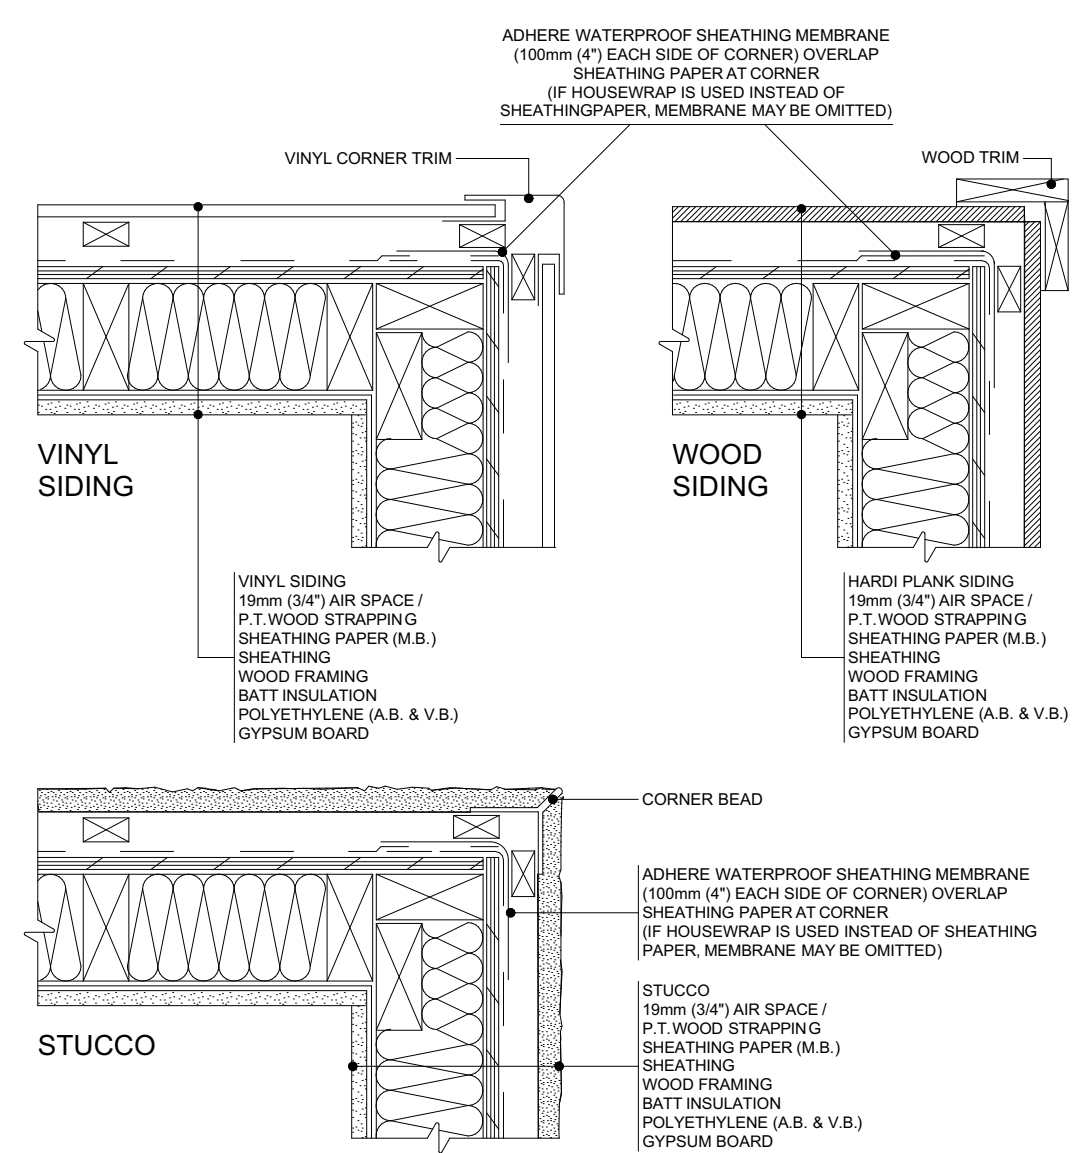 ADHERE WATERPROOF SHEATHING MEMBRANE
(100mm (4") EACH SIDE OF CORNER) OVERLAP
SHEATHING PAPER AT CORNER
(IF HOUSEWRAP IS USED INSTEAD OF
SHEATHINGPAPER, MEMBRANE MAY BE OMITTED)
VINYL CORNER TRIM
WOOD TRIM
VINYL
SIDING
WOOD
SIDING
VINYL SIDING
19mm (3/4") AIR SPACE /
P.T.WOOD STRAPPING
SHEATHING PAPER (M.B.)
SHEATHING
WOOD FRAMING
BATT INSULATION
POLYETHYLENE (A.B. & V.B.)
GYPSUM BOARD
HARDI PLANK SIDING
19mm (3/4") AIR SPACE /
P.T.WOOD STRAPPING
SHEATHING PAPER (M.B.)
SHEATHING
WOOD FRAMING
BATT INSULATION
POLYETHYLENE (A.B. & V.B.)
GYPSUM BOARD
CORNER BEAD
ADHERE WATERPROOF SHEATHING MEMBRANE
(100mm (4") EACH SIDE OF CORNER) OVERLAP
SHEATHING PAPER AT CORNER
(IF HOUSEWRAP IS USED INSTEAD OF SHEATHING
PAPER, MEMBRANE MAY BE OMITTED)
STUCCO
STUCCO
19mm (3/4") AIR SPACE /
P.T.WOOD STRAPPING
SHEATHING PAPER (M.B.)
SHEATHING
WOOD FRAMING
BATT INSULATION
POLYETHYLENE (A.B. & V.B.)
GYPSUM BOARD